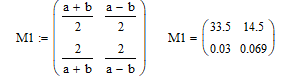 M1 := ( (a + b)/2 (a − b)/2
2/(a + b) 2/(a − b) )
M1 = ( 33.5 14.5
0.03 0.069 )